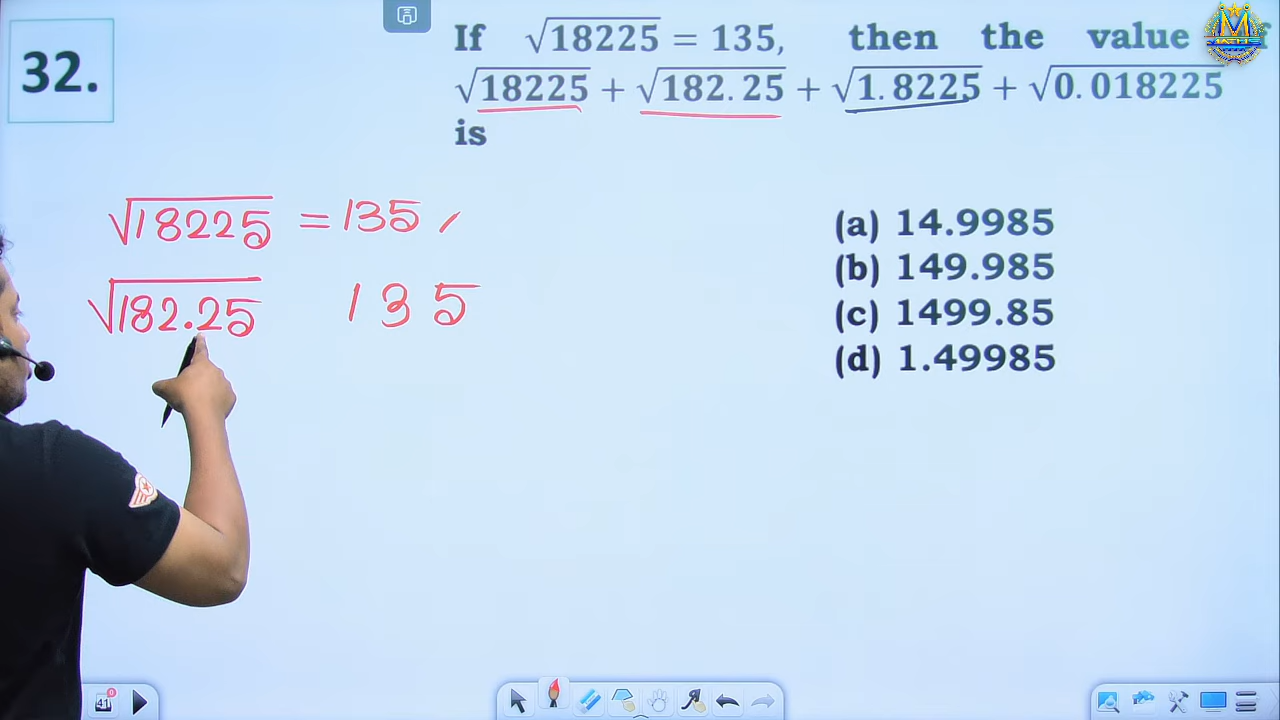 32.
If √18225 = 135, then the value
√18225 + √182.25 + √1.8225 + √0.018225
is
√18225 = 135
√182.25 135
(a) 14.9985
(b) 149.985
(c) 1499.85
(d) 1.49985
M
41